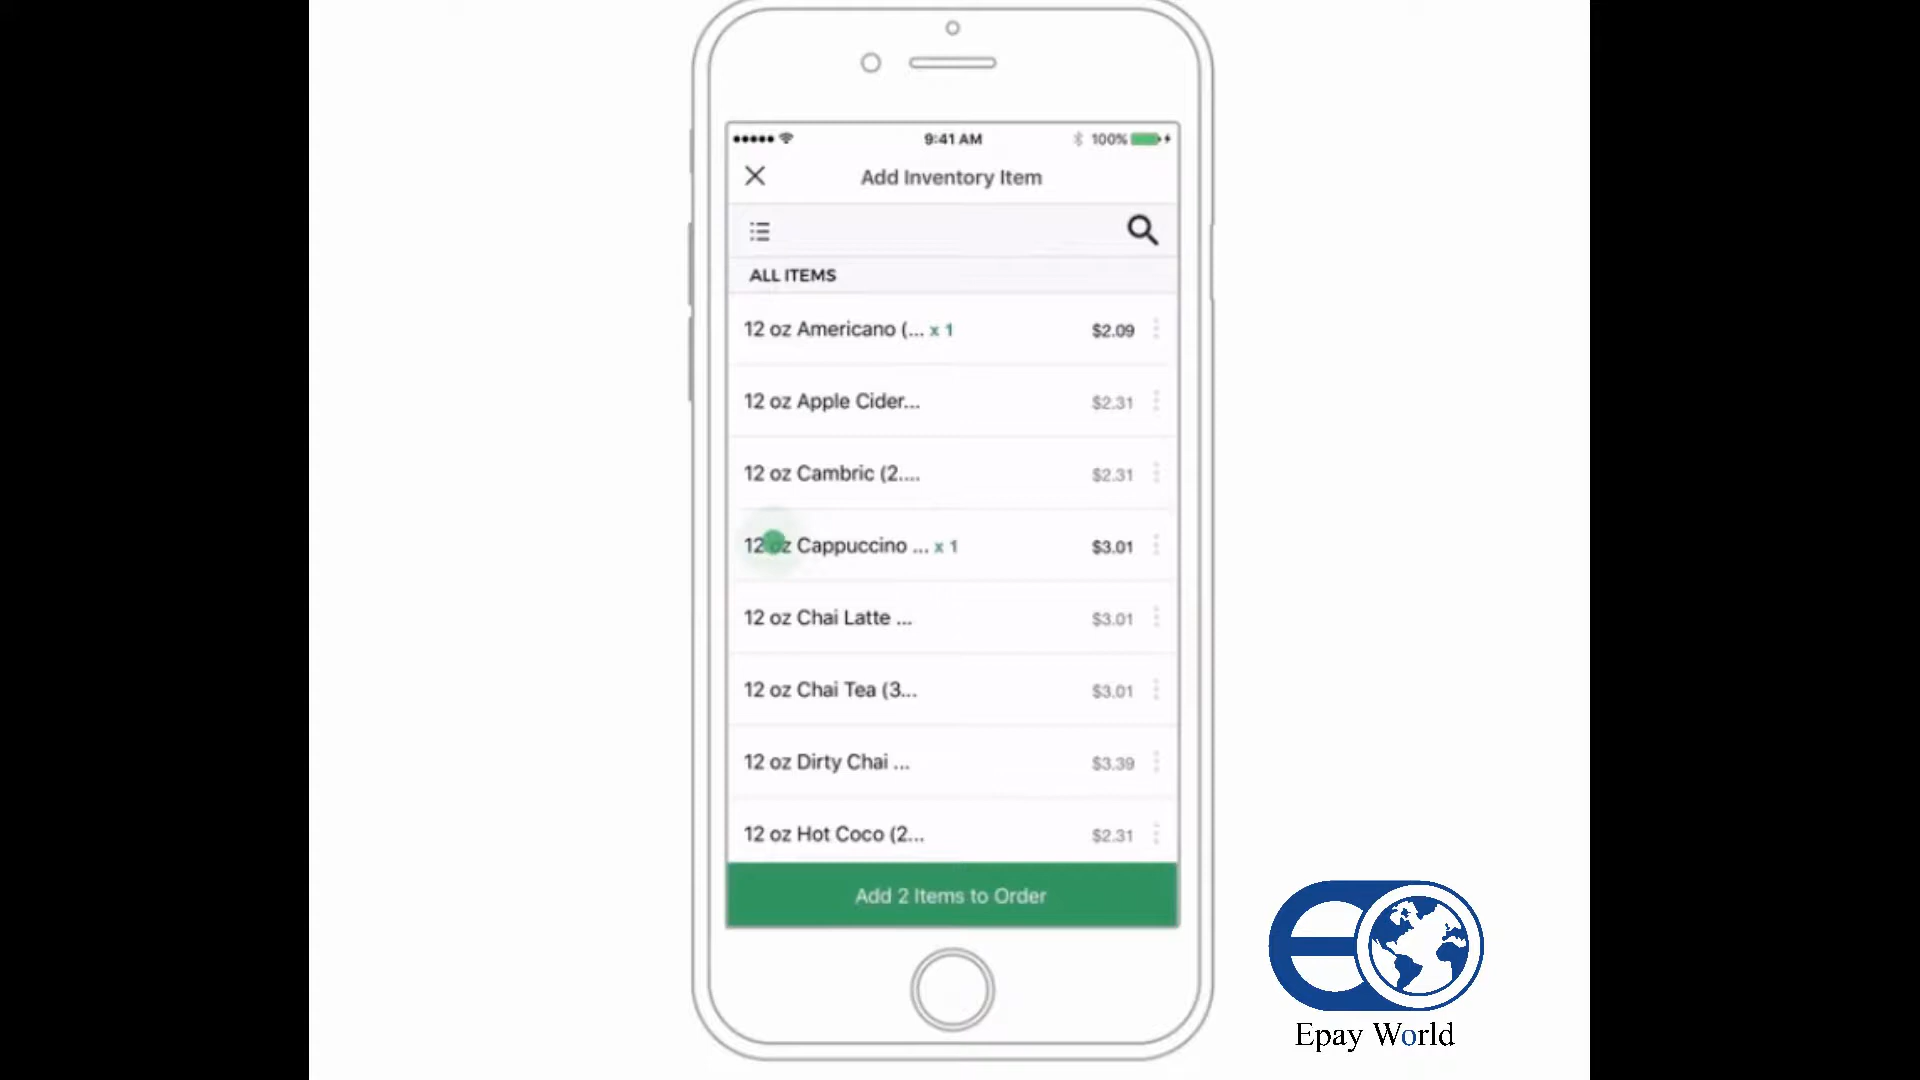 9:41 AM
100%
Add Inventory Item
ALL ITEMS
12 oz Americano (... x 1 $2.09
12 oz Apple Cider... $2.31
12 oz Cambric (2.... $2.31
12 oz Cappuccino ... x 1 $3.01
12 oz Chai Latte ... $3.01
12 oz Chai Tea (3... $3.01
12 oz Dirty Chai ... $3.39
12 oz Hot Coco (2... $2.31
Add 2 Items to Order
Epay World